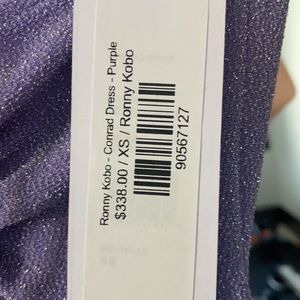 Ronny Kobo - Conrad Dress - Purple
$338.00 / XS / Ronny Kobo
90567127